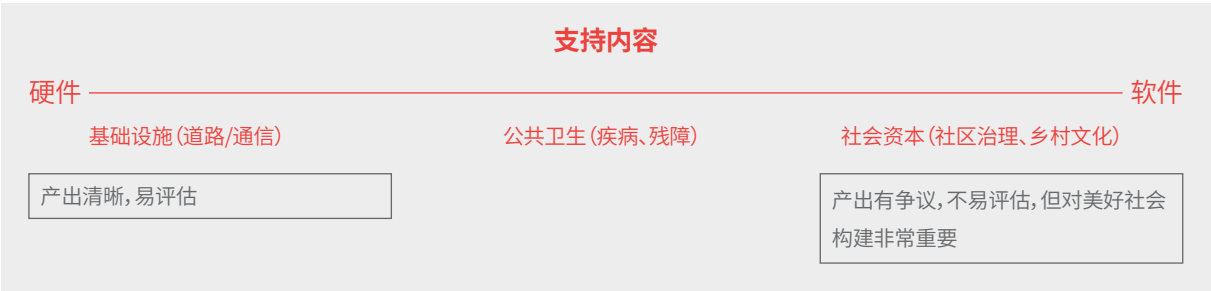 支持内容
硬件
软件
基础设施（道路/通信）
公共卫生（疾病、残障）
社会资本（社区治理、乡村文化）
产出清晰，易评估
产出有争议，不易评估，但对美好社会
构建非常重要